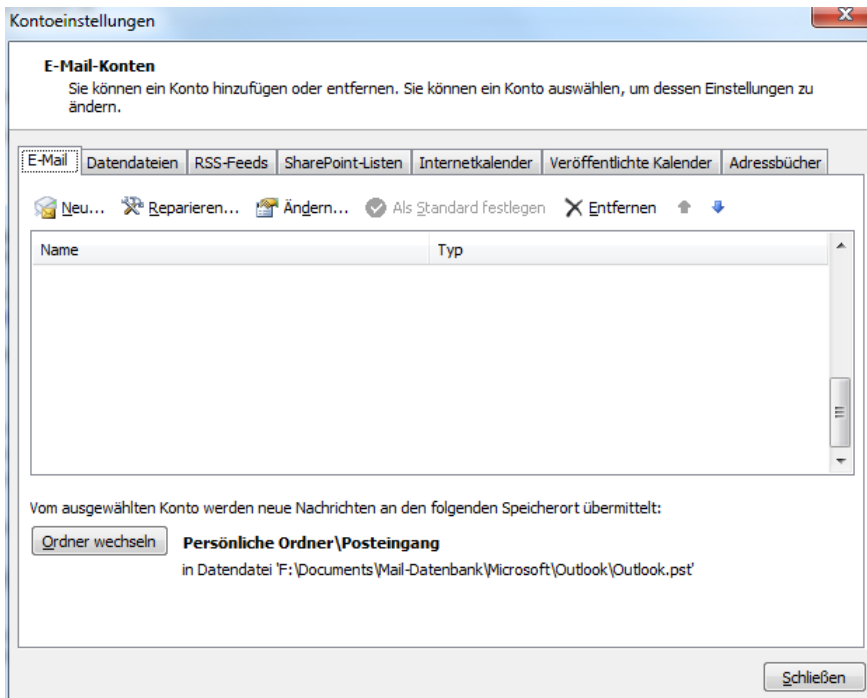 Kontoeinstellungen
E-Mail-Konten
Sie können ein Konto hinzufügen oder entfernen. Sie können ein Konto auswählen, um dessen Einstellungen zu
ändern.
E-Mail Datendateien RSS-Feeds SharePoint-Listen Internetkalender Veröffentlichte Kalender Adressbücher
Neu... Reparieren... Ändern... Als Standard festlegen Entfernen
Name Typ
Vom ausgewählten Konto werden neue Nachrichten an den folgenden Speicherort übermittelt:
Ordner wechseln Persönliche Ordner\Posteingang
in Datendatei 'F:\Documents\Mail-Datenbank\Microsoft\Outlook\Outlook.pst'
Schließen